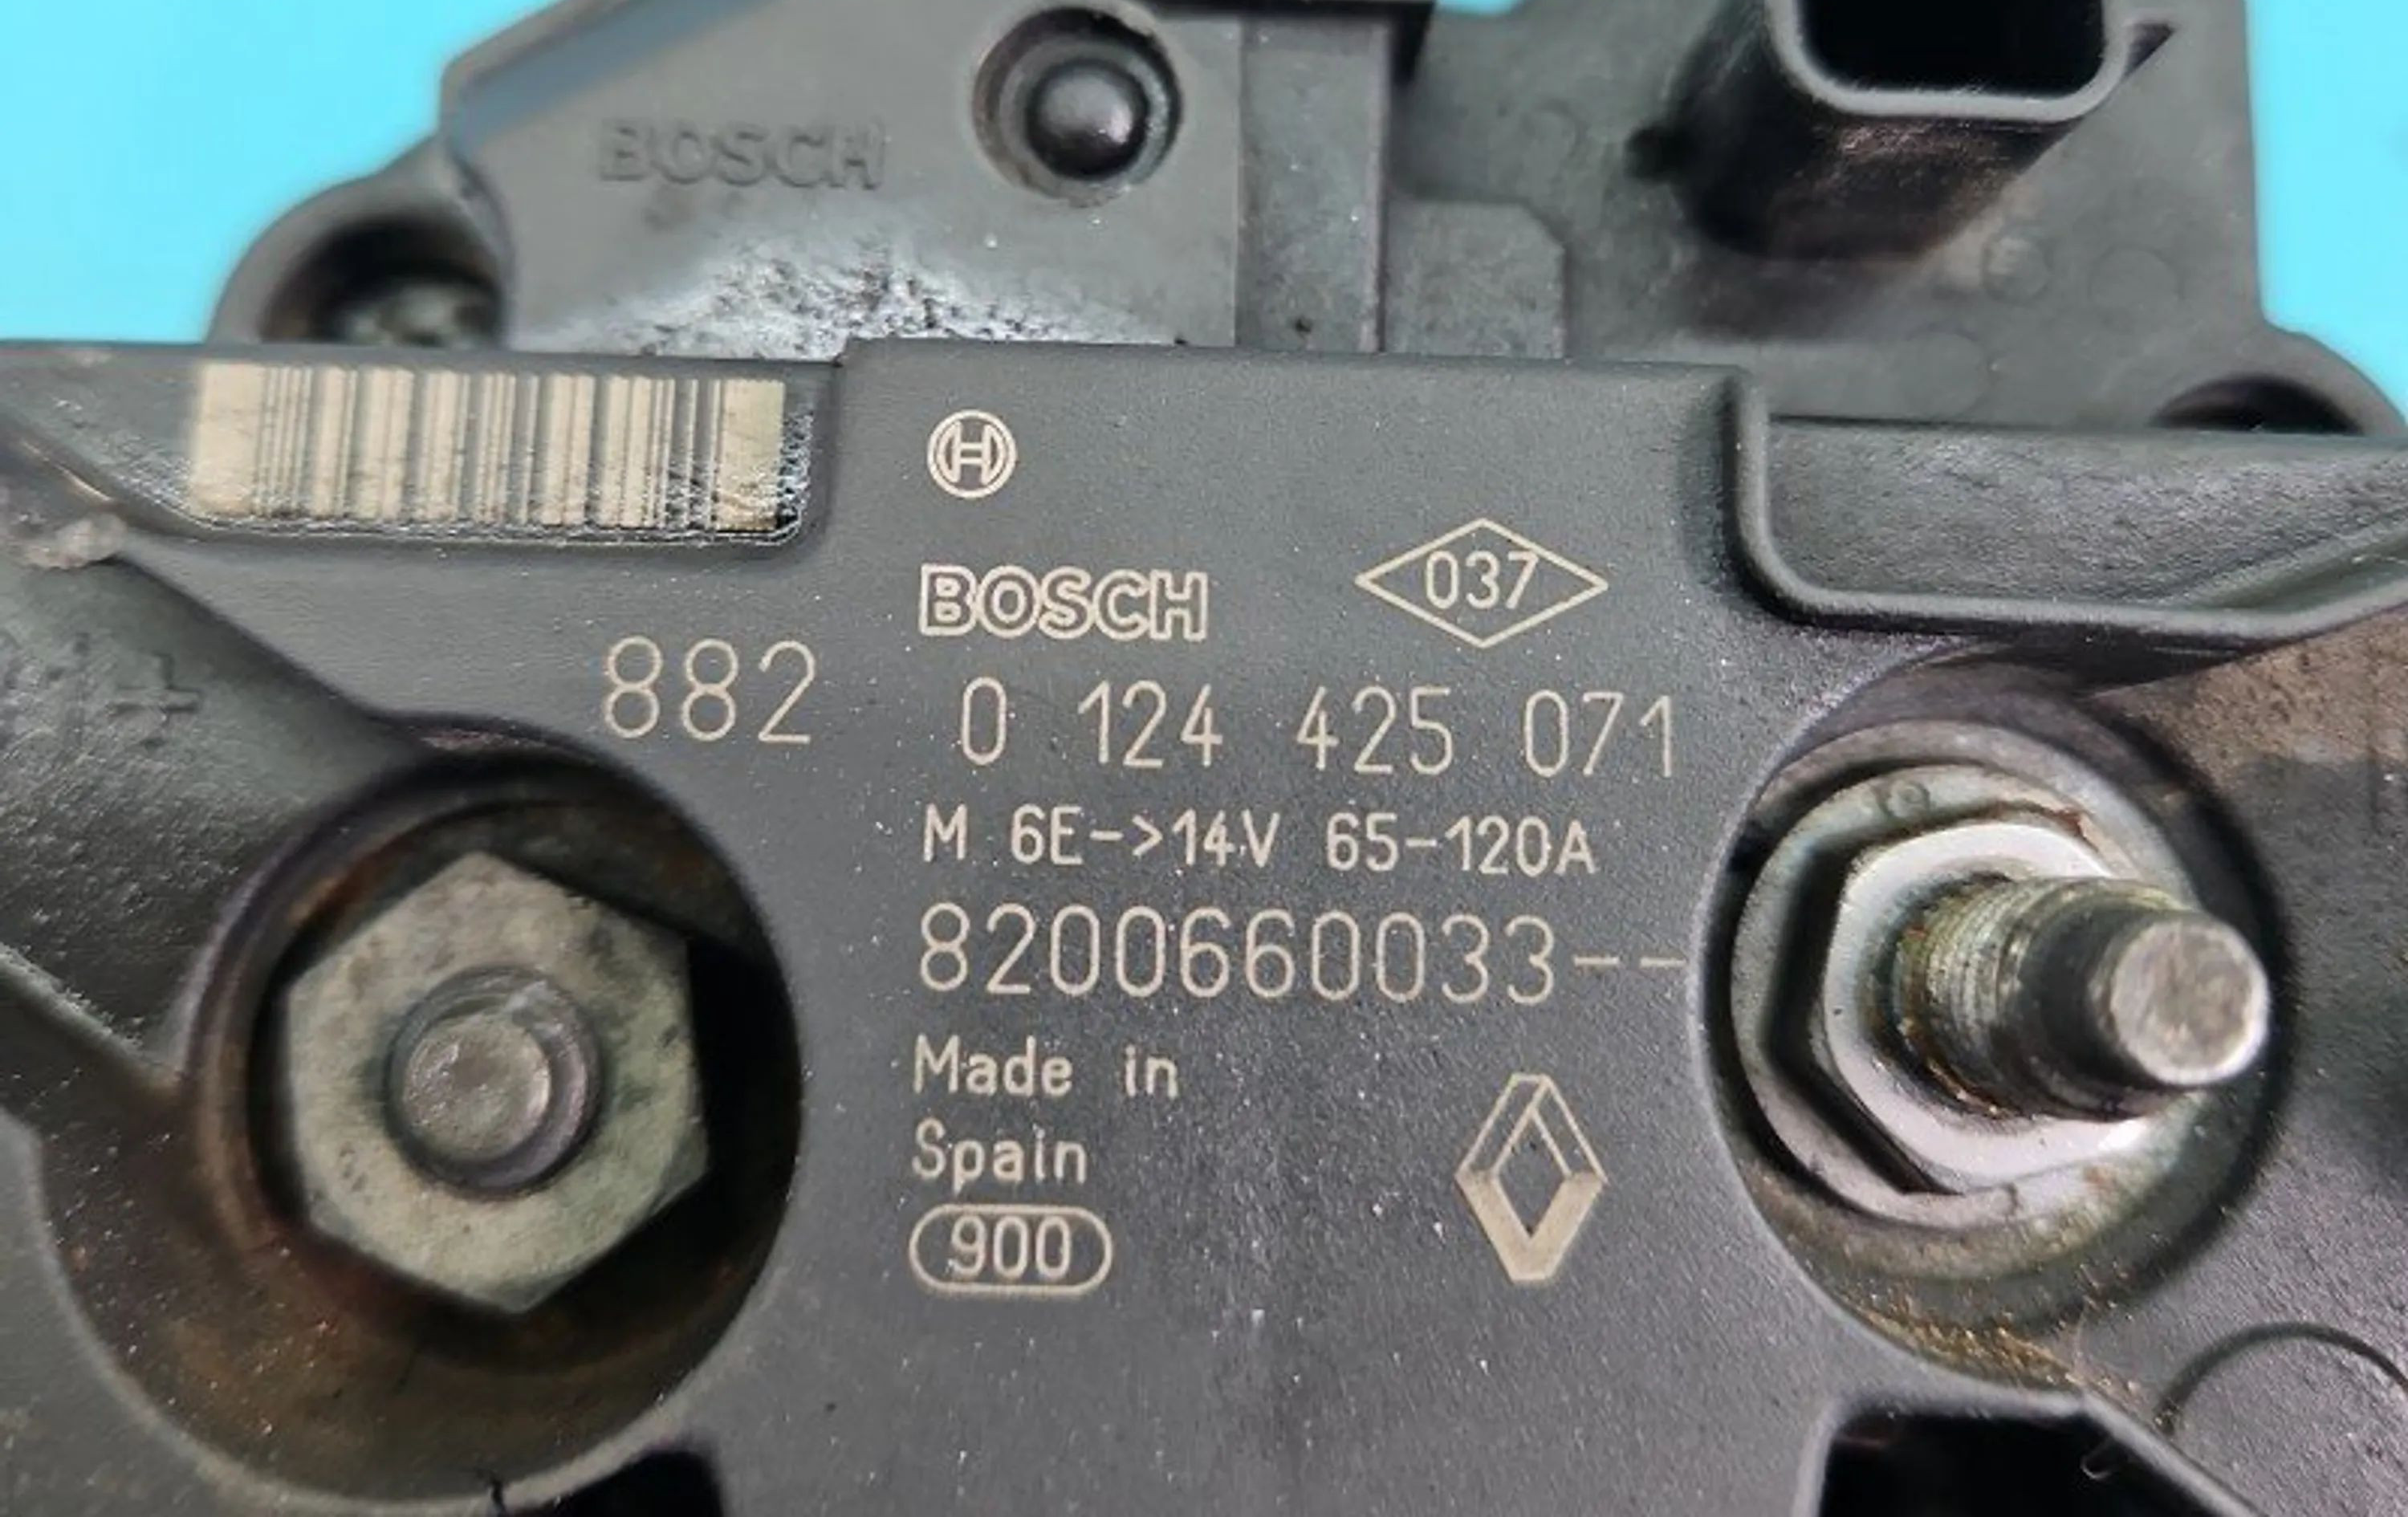 BOSCH
BOSCH
037
882 0 124 425 071
M 6E->14V 65-120A
8200660033--
Made in
Spain
900